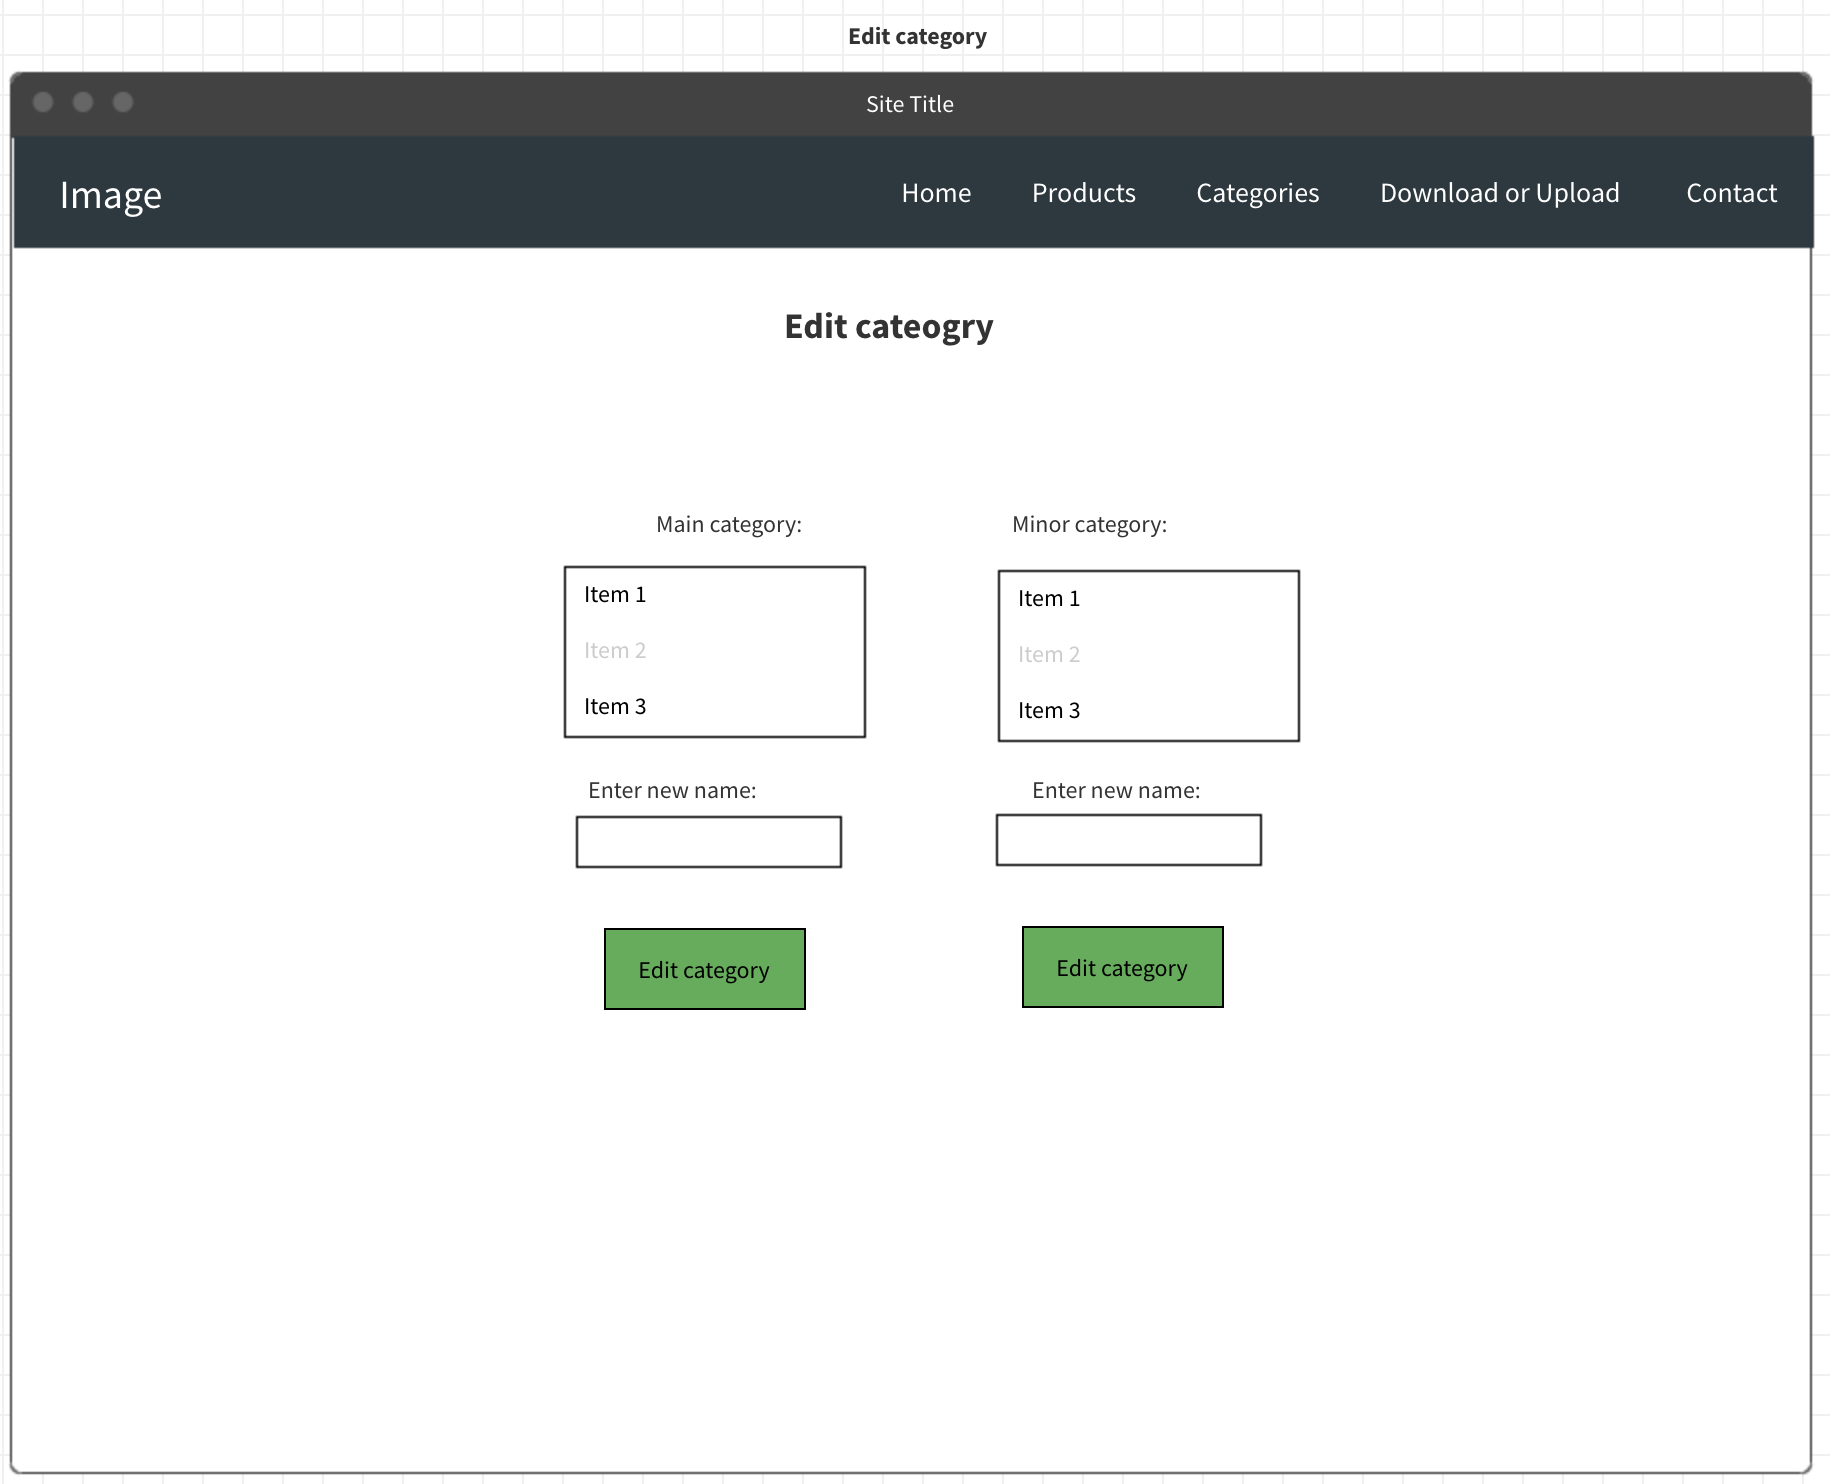 Edit category
Site Title
Image
Home Products Categories Download or Upload Contact
Edit cateogry
Main category:
Minor category:
Item 1
Item 2
Item 3
Item 1
Item 2
Item 3
Enter new name:
Enter new name:
Edit category
Edit category